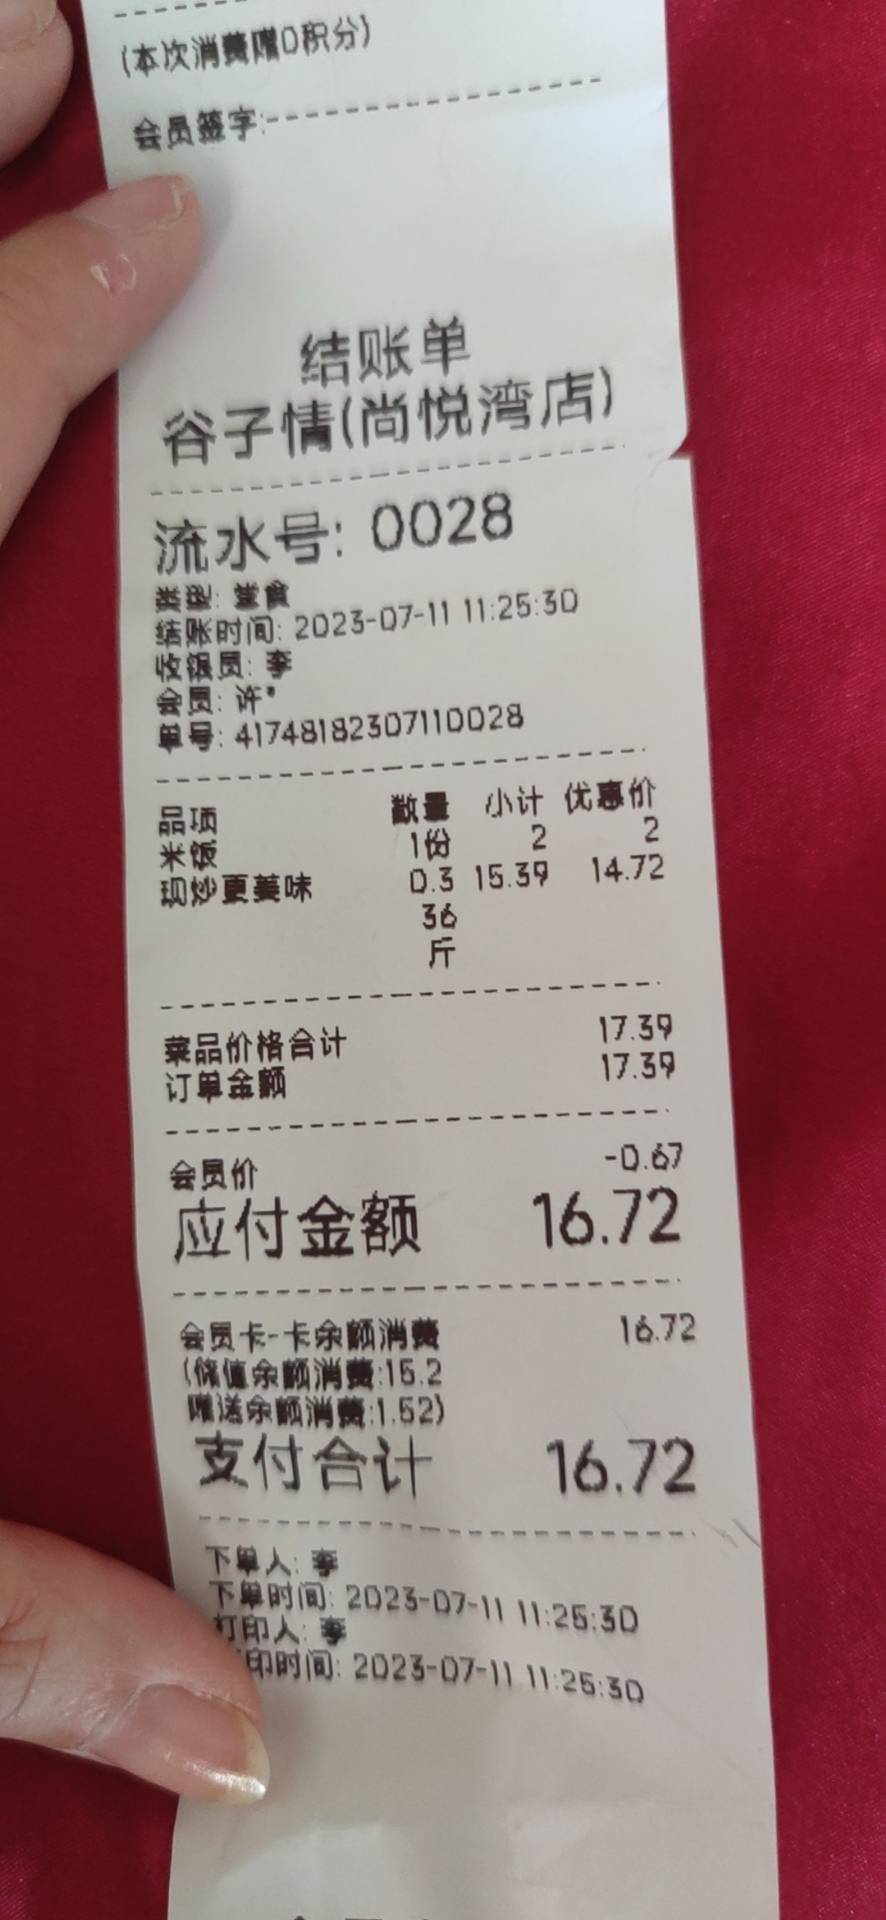 (本次消费赠0积分)
会员签字:
结账单
谷子情(尚悦湾店)
流水号: 0028
类型: 堂食
结账时间: 2023-07-11 11:25:30
收银员: 李
会员: 许*
单号: 41748182307110028
品项 数量 小计 优惠价
米饭 1份 2 2
现炒更美味 0.3 15.39 14.72
36
斤
菜品价格合计 17.39
订单金额 17.39
会员价 -0.67
应付金额 16.72
会员卡-卡余额消费 16.72
(储值余额消费:15.2
赠送余额消费:1.52)
支付合计 16.72
下单人: 李
下单时间: 2023-07-11 11:25:30
打印人: 李
印时间: 2023-07-11 11:25:30